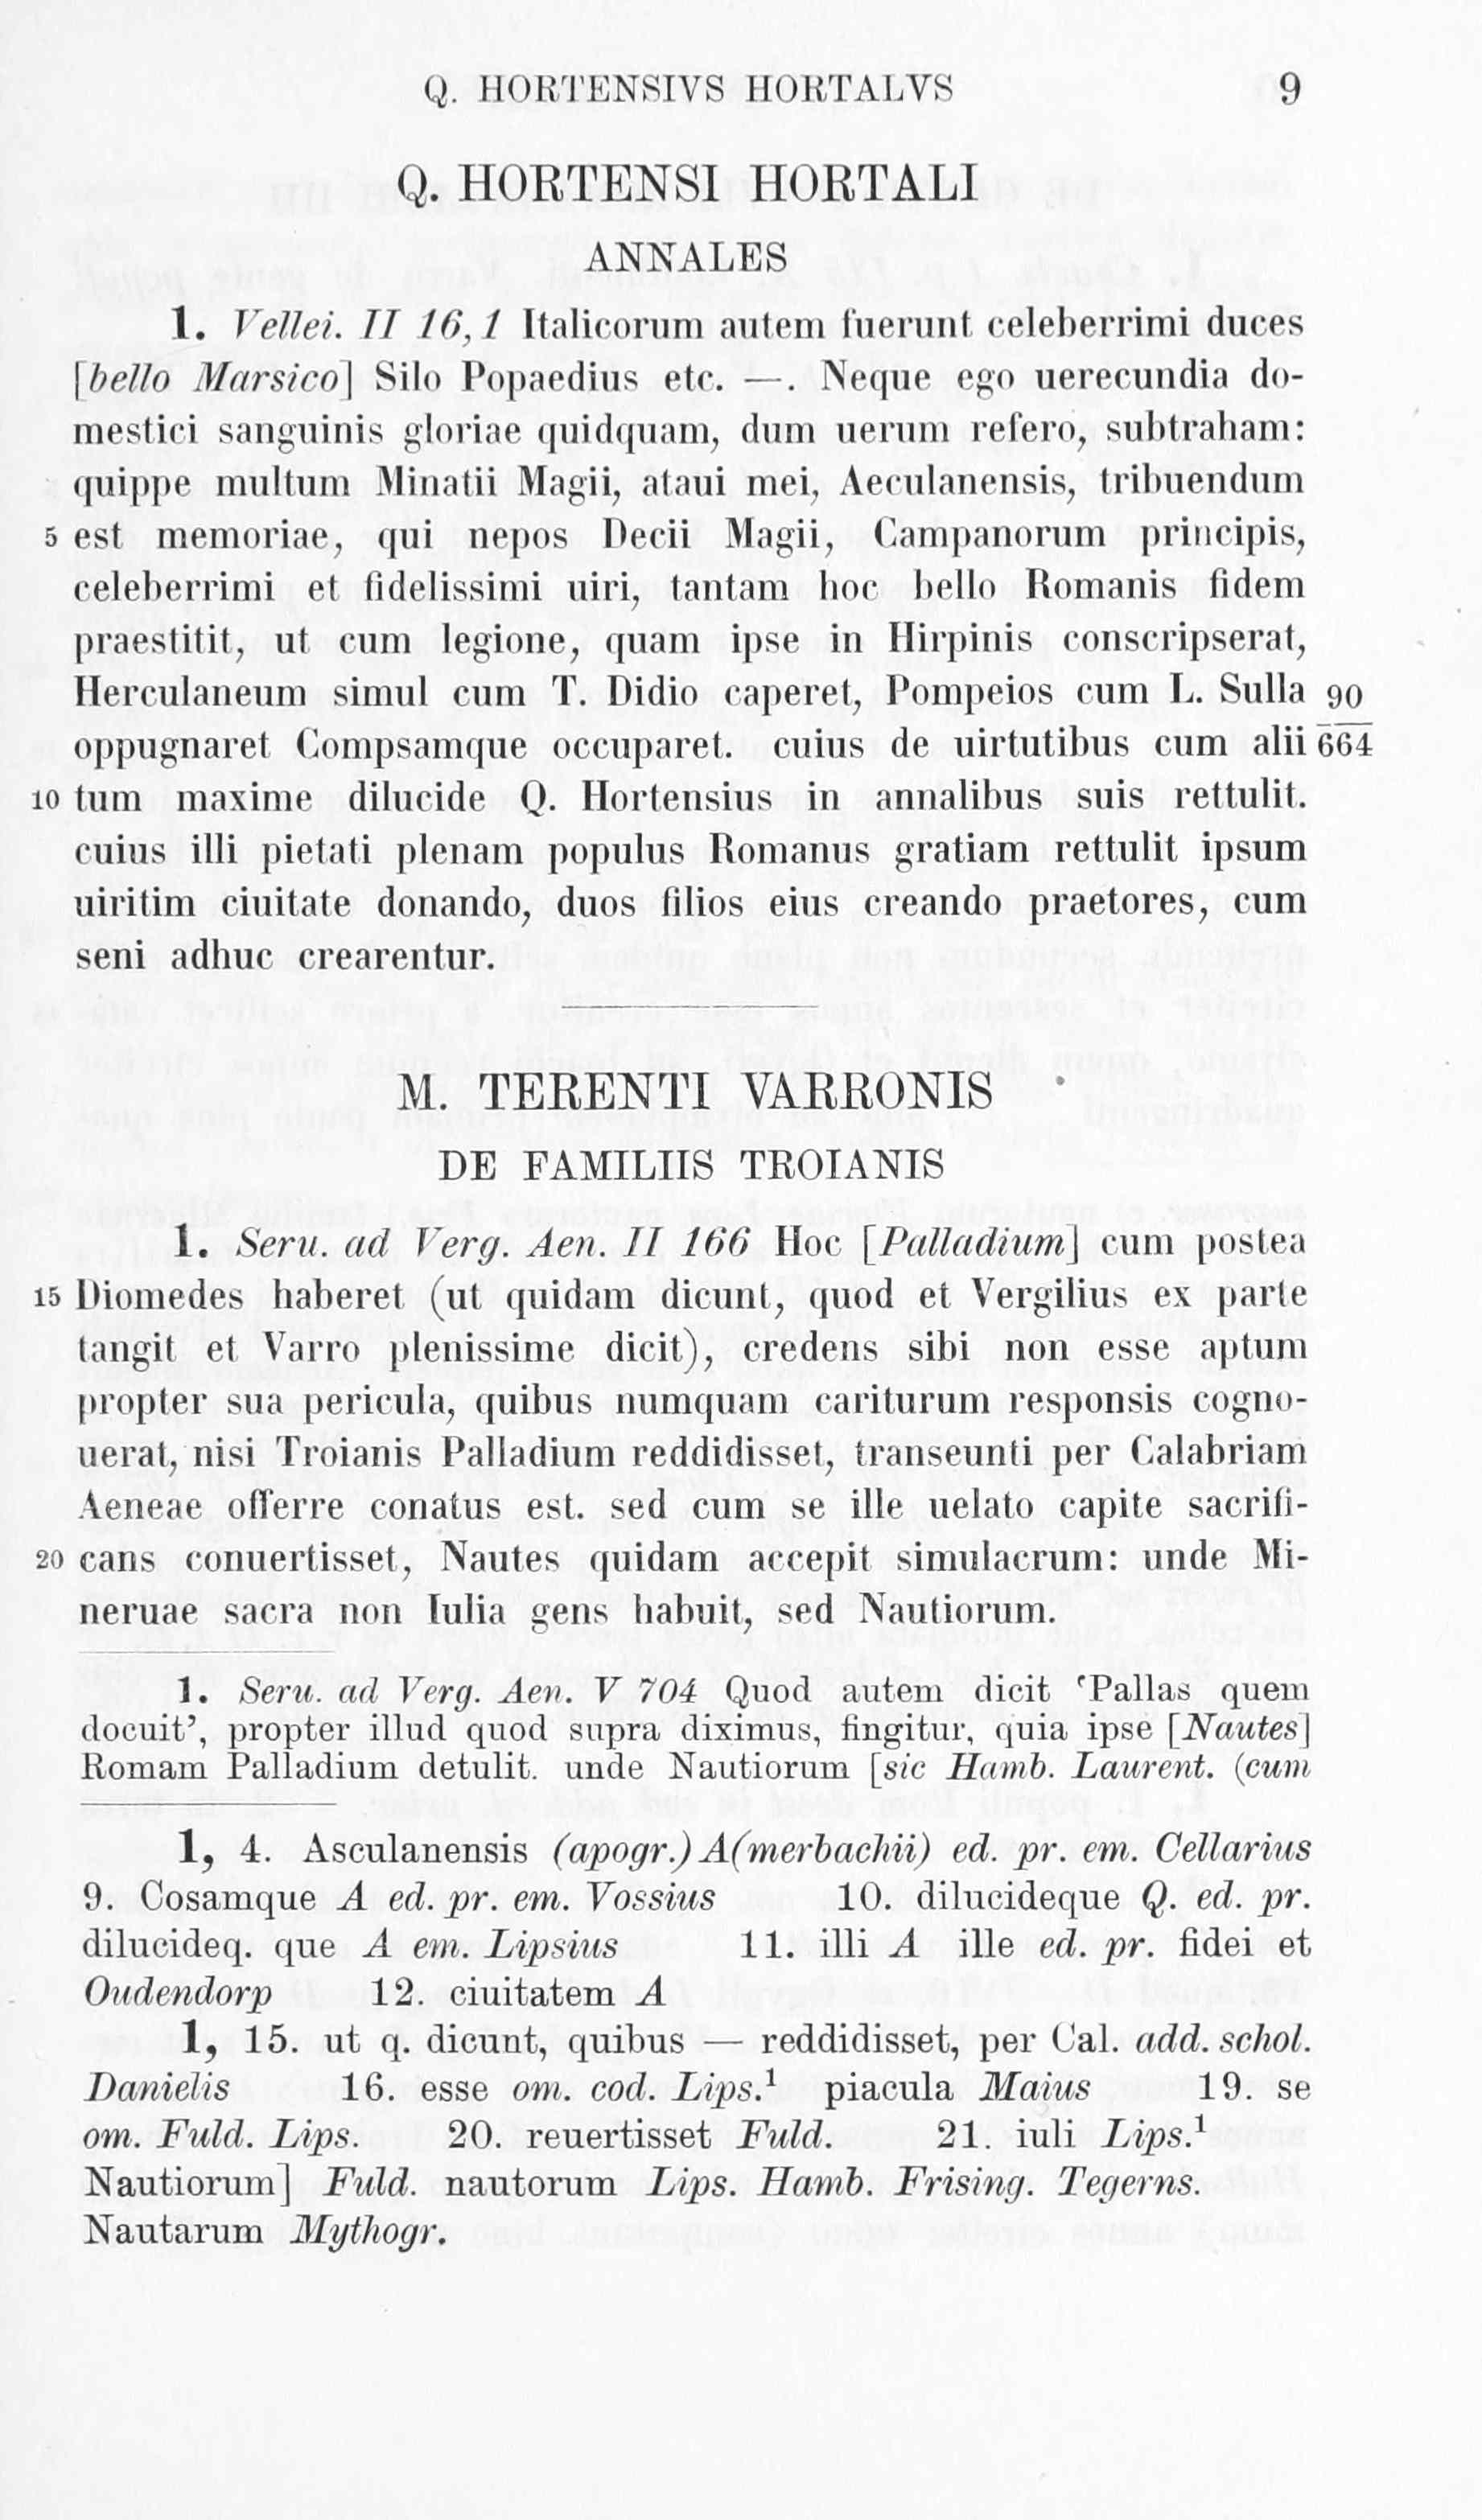 Q. HORTENSIVS HORTALVS 9
Q. HORTENSI HORTALI
ANNALES
1. Vellei. II 16,1 Italicorum autem fuerunt celeberrimi duces
[bello Marsico] Silo Popaedius etc. —. Neque ego uerecundia do-
mestici sanguinis gloriae quidquam, dum uerum refero, subtraham:
quippe multum Minatii Magii, ataui mei, Aeculanensis, tribuendum
5 est memoriae, qui nepos Decii Magii, Campanorum principis,
celeberrimi et fidelissimi uiri, tantam hoc bello Romanis fidem
praestitit, ut cum legione, quam ipse in Hirpinis conscripserat,
Herculaneum simul cum T. Didio caperet, Pompeios cum L. Sulla 90
oppugnaret Compsamque occuparet. cuius de uirtutibus cum alii 664
10 tum maxime dilucide Q. Hortensius in annalibus suis rettulit.
cuius illi pietati plenam populus Romanus gratiam rettulit ipsum
uiritim ciuitate donando, duos filios eius creando praetores, cum
seni adhuc crearentur.
M. TERENTI VARRONIS
DE FAMILIIS TROIANIS
1. Seru. ad Verg. Aen. II 166 Hoc [Palladium] cum postea
15 Diomedes haberet (ut quidam dicunt, quod et Vergilius ex parte
tangit et Varro plenissime dicit), credens sibi non esse aptum
propter sua pericula, quibus numquam cariturum responsis cogno-
uerat, nisi Troianis Palladium reddidisset, transeunti per Calabriam
Aeneae offerre conatus est. sed cum se ille uelato capite sacrifi-
20 cans conuertisset, Nautes quidam accepit simulacrum: unde Mi-
neruae sacra non Iulia gens habuit, sed Nautiorum.
1. Seru. ad Verg. Aen. V 704 Quod autem dicit ‛Pallas quem
docuit’, propter illud quod supra diximus, fingitur, quia ipse [Nautes]
Romam Palladium detulit. unde Nautiorum [sic Hamb. Laurent. (cum
1, 4. Asculanensis (apogr.) A(merbachii) ed. pr. em. Cellarius
9. Cosamque A ed. pr. em. Vossius 10. dilucideque Q. ed. pr.
dilucideq. que A em. Lipsius 11. illi A ille ed. pr. fidei et
Oudendorp 12. ciuitatem A
1, 15. ut q. dicunt, quibus — reddidisset, per Cal. add. schol.
Danielis 16. esse om. cod. Lips.¹ piacula Maius 19. se
om. Fuld. Lips. 20. reuertisset Fuld. 21. iuli Lips.¹
Nautiorum] Fuld. nautorum Lips. Hamb. Frising. Tegerns.
Nautarum Mythogr.